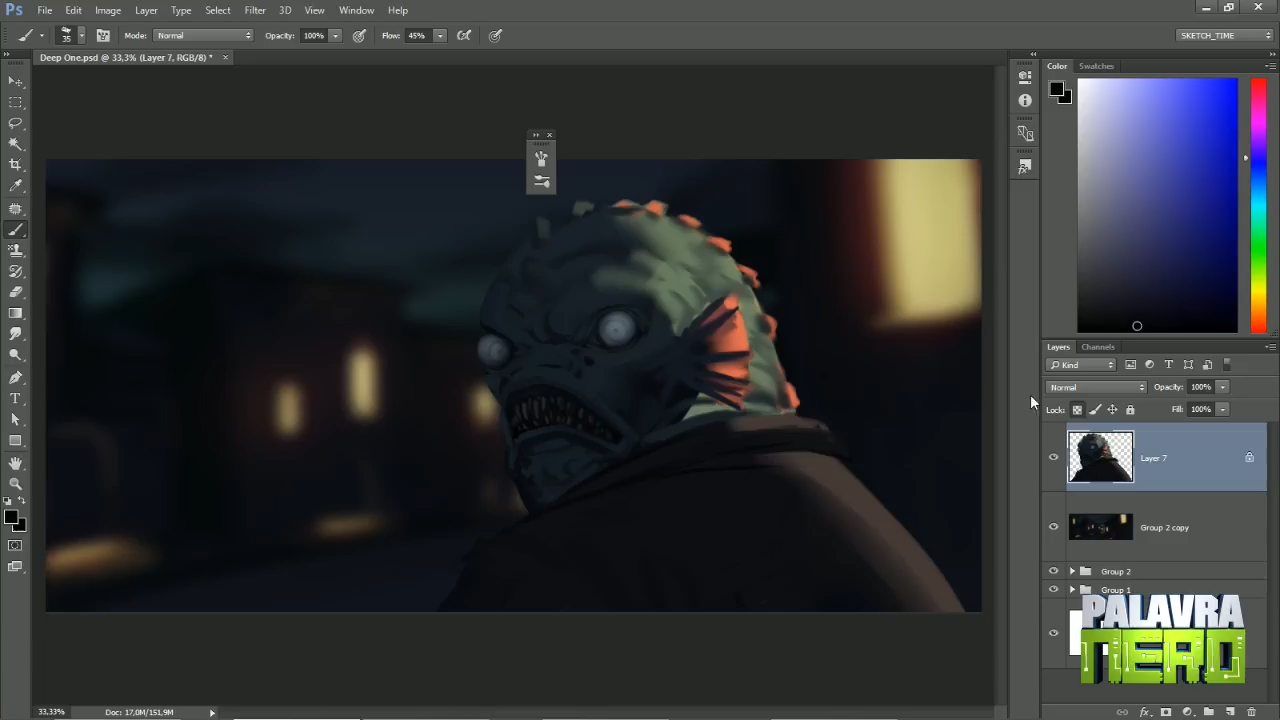 Ps File Edit Image Layer Type Select Filter 3D View Window Help
35 Mode: Normal Opacity: 100% Flow: 45% SKETCH_TIME
Deep One.psd @ 33,3% (Layer 7, RGB/8) *
Color Swatches
Layers Channels
Kind
Normal Opacity: 100%
Lock: Fill: 100%
Layer 7
Group 2 copy
Group 2
Group 1
PALAVRA
NERD
33,33% Doc: 17,0M/151,9M